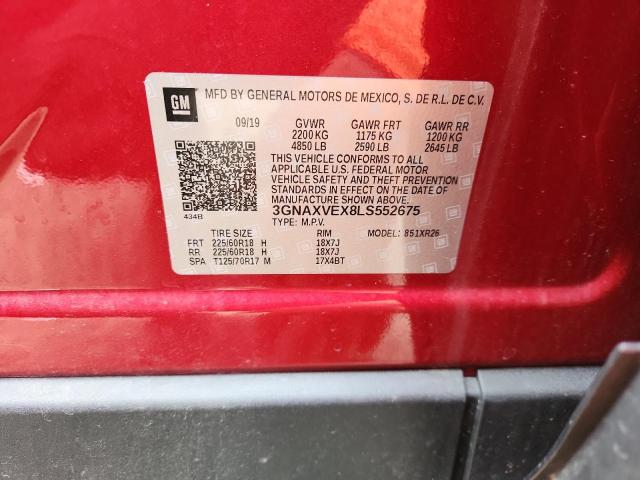 GM MFD BY GENERAL MOTORS DE MEXICO, S. DE R.L. DE C.V.
09/19 GVWR GAWR FRT GAWR RR
2200 KG 1175 KG 1200 KG
4850 LB 2590 LB 2645 LB
THIS VEHICLE CONFORMS TO ALL
APPLICABLE U.S. FEDERAL MOTOR
VEHICLE SAFETY AND THEFT PREVENTION
STANDARDS IN EFFECT ON THE DATE OF
MANUFACTURE SHOWN ABOVE.
434B 3GNAXVEX8LS552675
TYPE: M.P.V. MODEL: 851XR26
TIRE SIZE RIM
FRT 225/60R18 H 18X7J
RR 225/60R18 H 18X7J
SPA T125/70R17 M 17X4BT